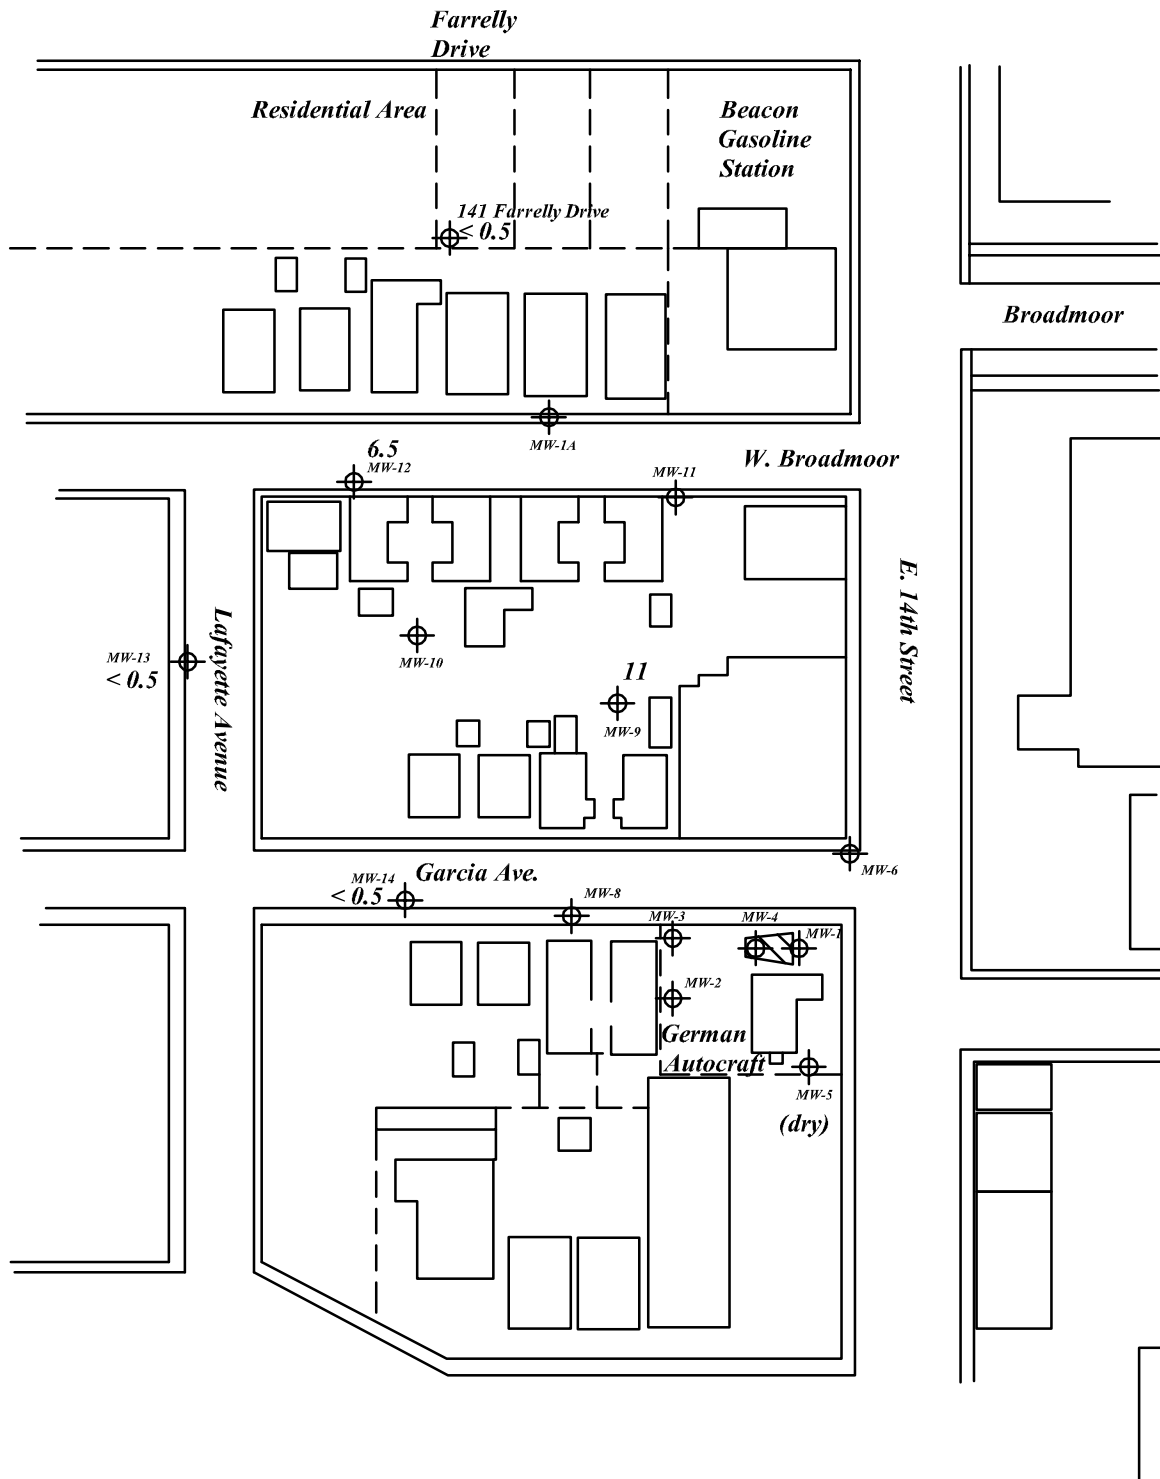 Farrelly
Drive
Residential Area
Beacon
Gasoline
Station
141 Farrelly Drive
< 0.5
Broadmoor
MW-1A
6.5
MW-12
MW-11
W. Broadmoor
E. 14th Street
Lafayette Avenue
MW-13
< 0.5
MW-10
11
MW-9
MW-6
MW-14
< 0.5
Garcia Ave.
MW-8
MW-3
MW-4
MW-1
MW-2
German
Autocraft
MW-5
(dry)